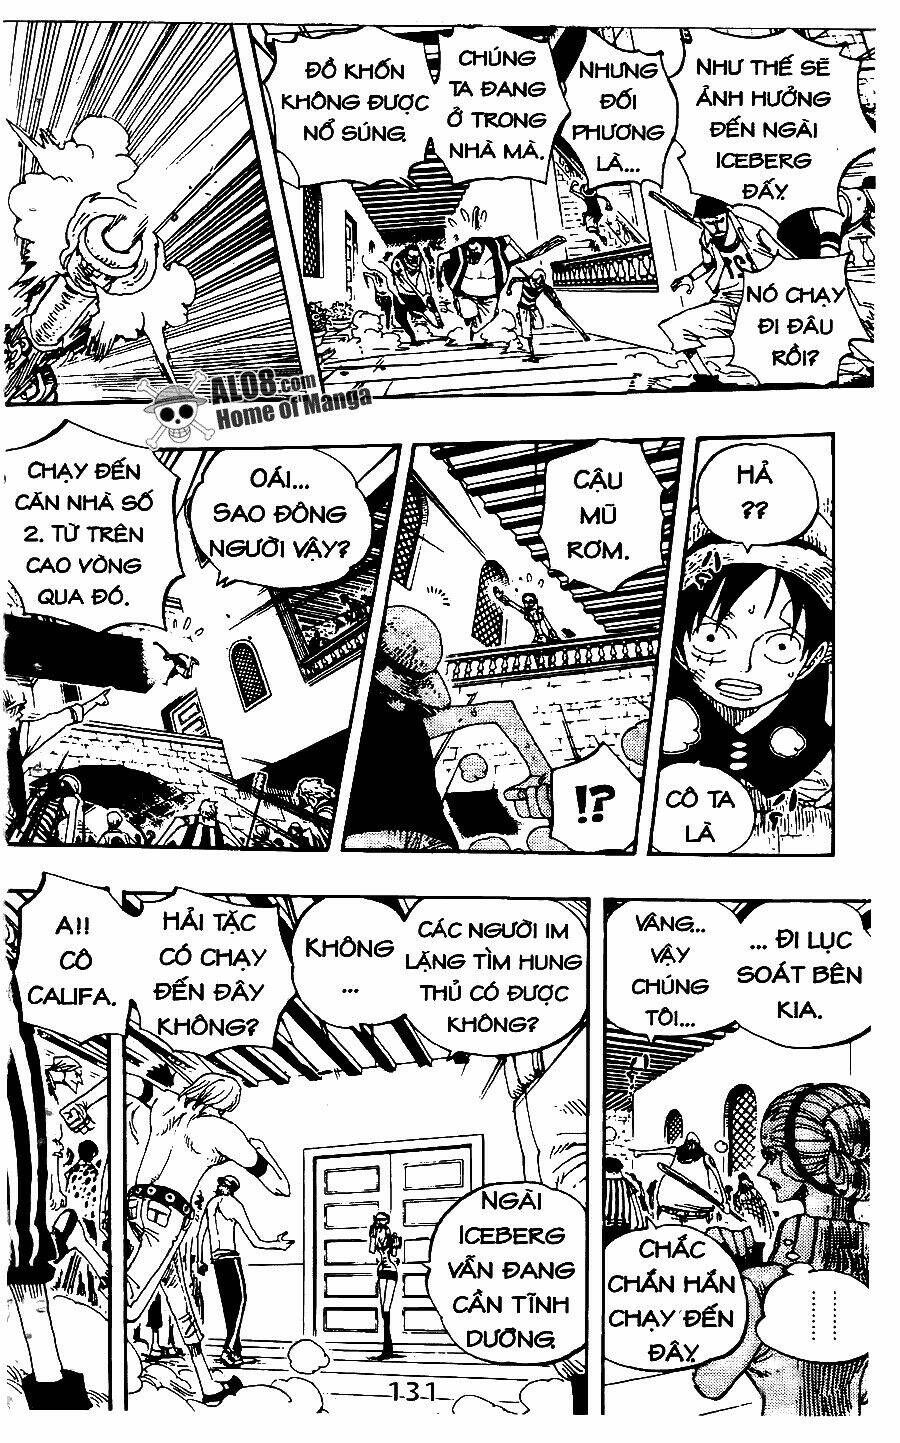 ĐỒ KHỐN
KHÔNG ĐƯỢC
NỔ SÚNG.
CHÚNG
TA ĐANG
Ở TRONG
NHÀ MÀ.
NHƯNG
ĐỐI
PHƯƠNG
LÀ...
NHƯ THẾ SẼ
ẢNH HƯỞNG
ĐẾN NGÀI
ICEBERG
ĐẤY.
NÓ CHẠY
ĐI ĐÂU
RỒI?
AL08.com
Home of Manga
CHẠY ĐẾN
CĂN NHÀ SỐ
2. TỪ TRÊN
CAO VÒNG
QUA ĐÓ.
OÁI...
SAO ĐÔNG
NGƯỜI VẬY?
CẬU
MŨ
RƠM.
!?
HẢ
??
CÔ TA
LÀ
A!!
CÔ
CALIFA.
HẢI TẶC
CÓ CHẠY
ĐẾN ĐÂY
KHÔNG?
KHÔNG
...
CÁC NGƯỜI IM
LẶNG TÌM HUNG
THỦ CÓ ĐƯỢC
KHÔNG?
NGÀI
ICEBERG
VẪN ĐANG
CẦN TĨNH
DƯỠNG.
VÂNG..
VẬY
CHÚNG
TÔI...
... ĐI LỤC
SOÁT BÊN
KIA.
CHẮC
CHẮN HẮN
CHẠY ĐẾN
ĐÂY.
131